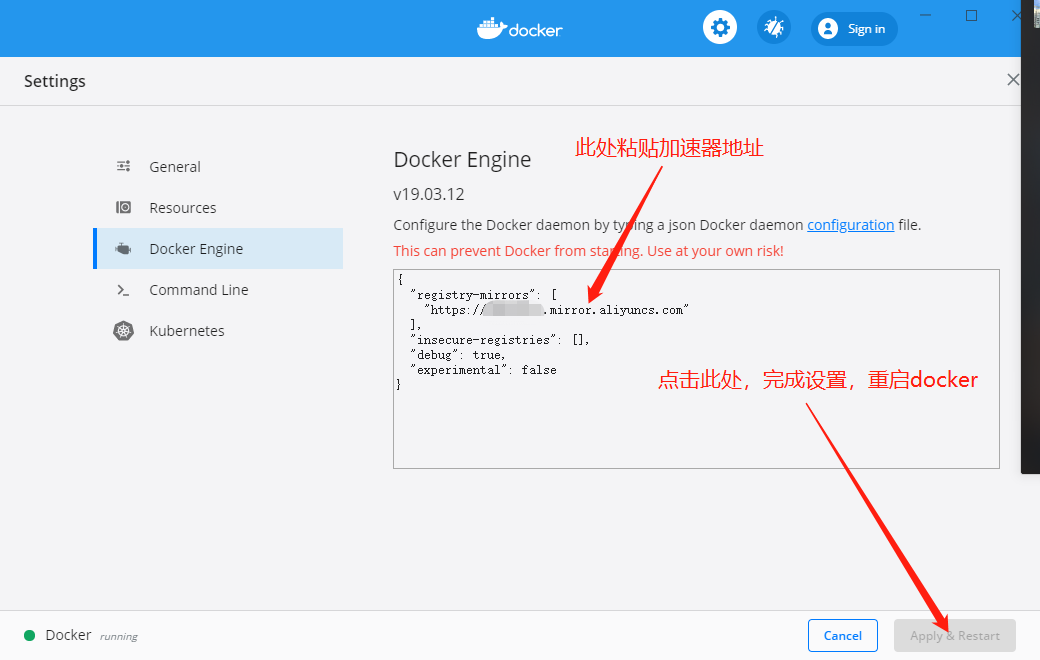 docker
Sign in
Settings
General
Resources
Docker Engine
Command Line
Kubernetes
Docker Engine
此处粘贴加速器地址
v19.03.12
Configure the Docker daemon by typing a json Docker daemon configuration file.
This can prevent Docker from starting. Use at your own risk!
{
"registry-mirrors": [
"https://.mirror.aliyuncs.com"
],
"insecure-registries": [],
"debug": true,
"experimental": false
}
点击此处，完成设置，重启docker
Docker running
Cancel
Apply & Restart